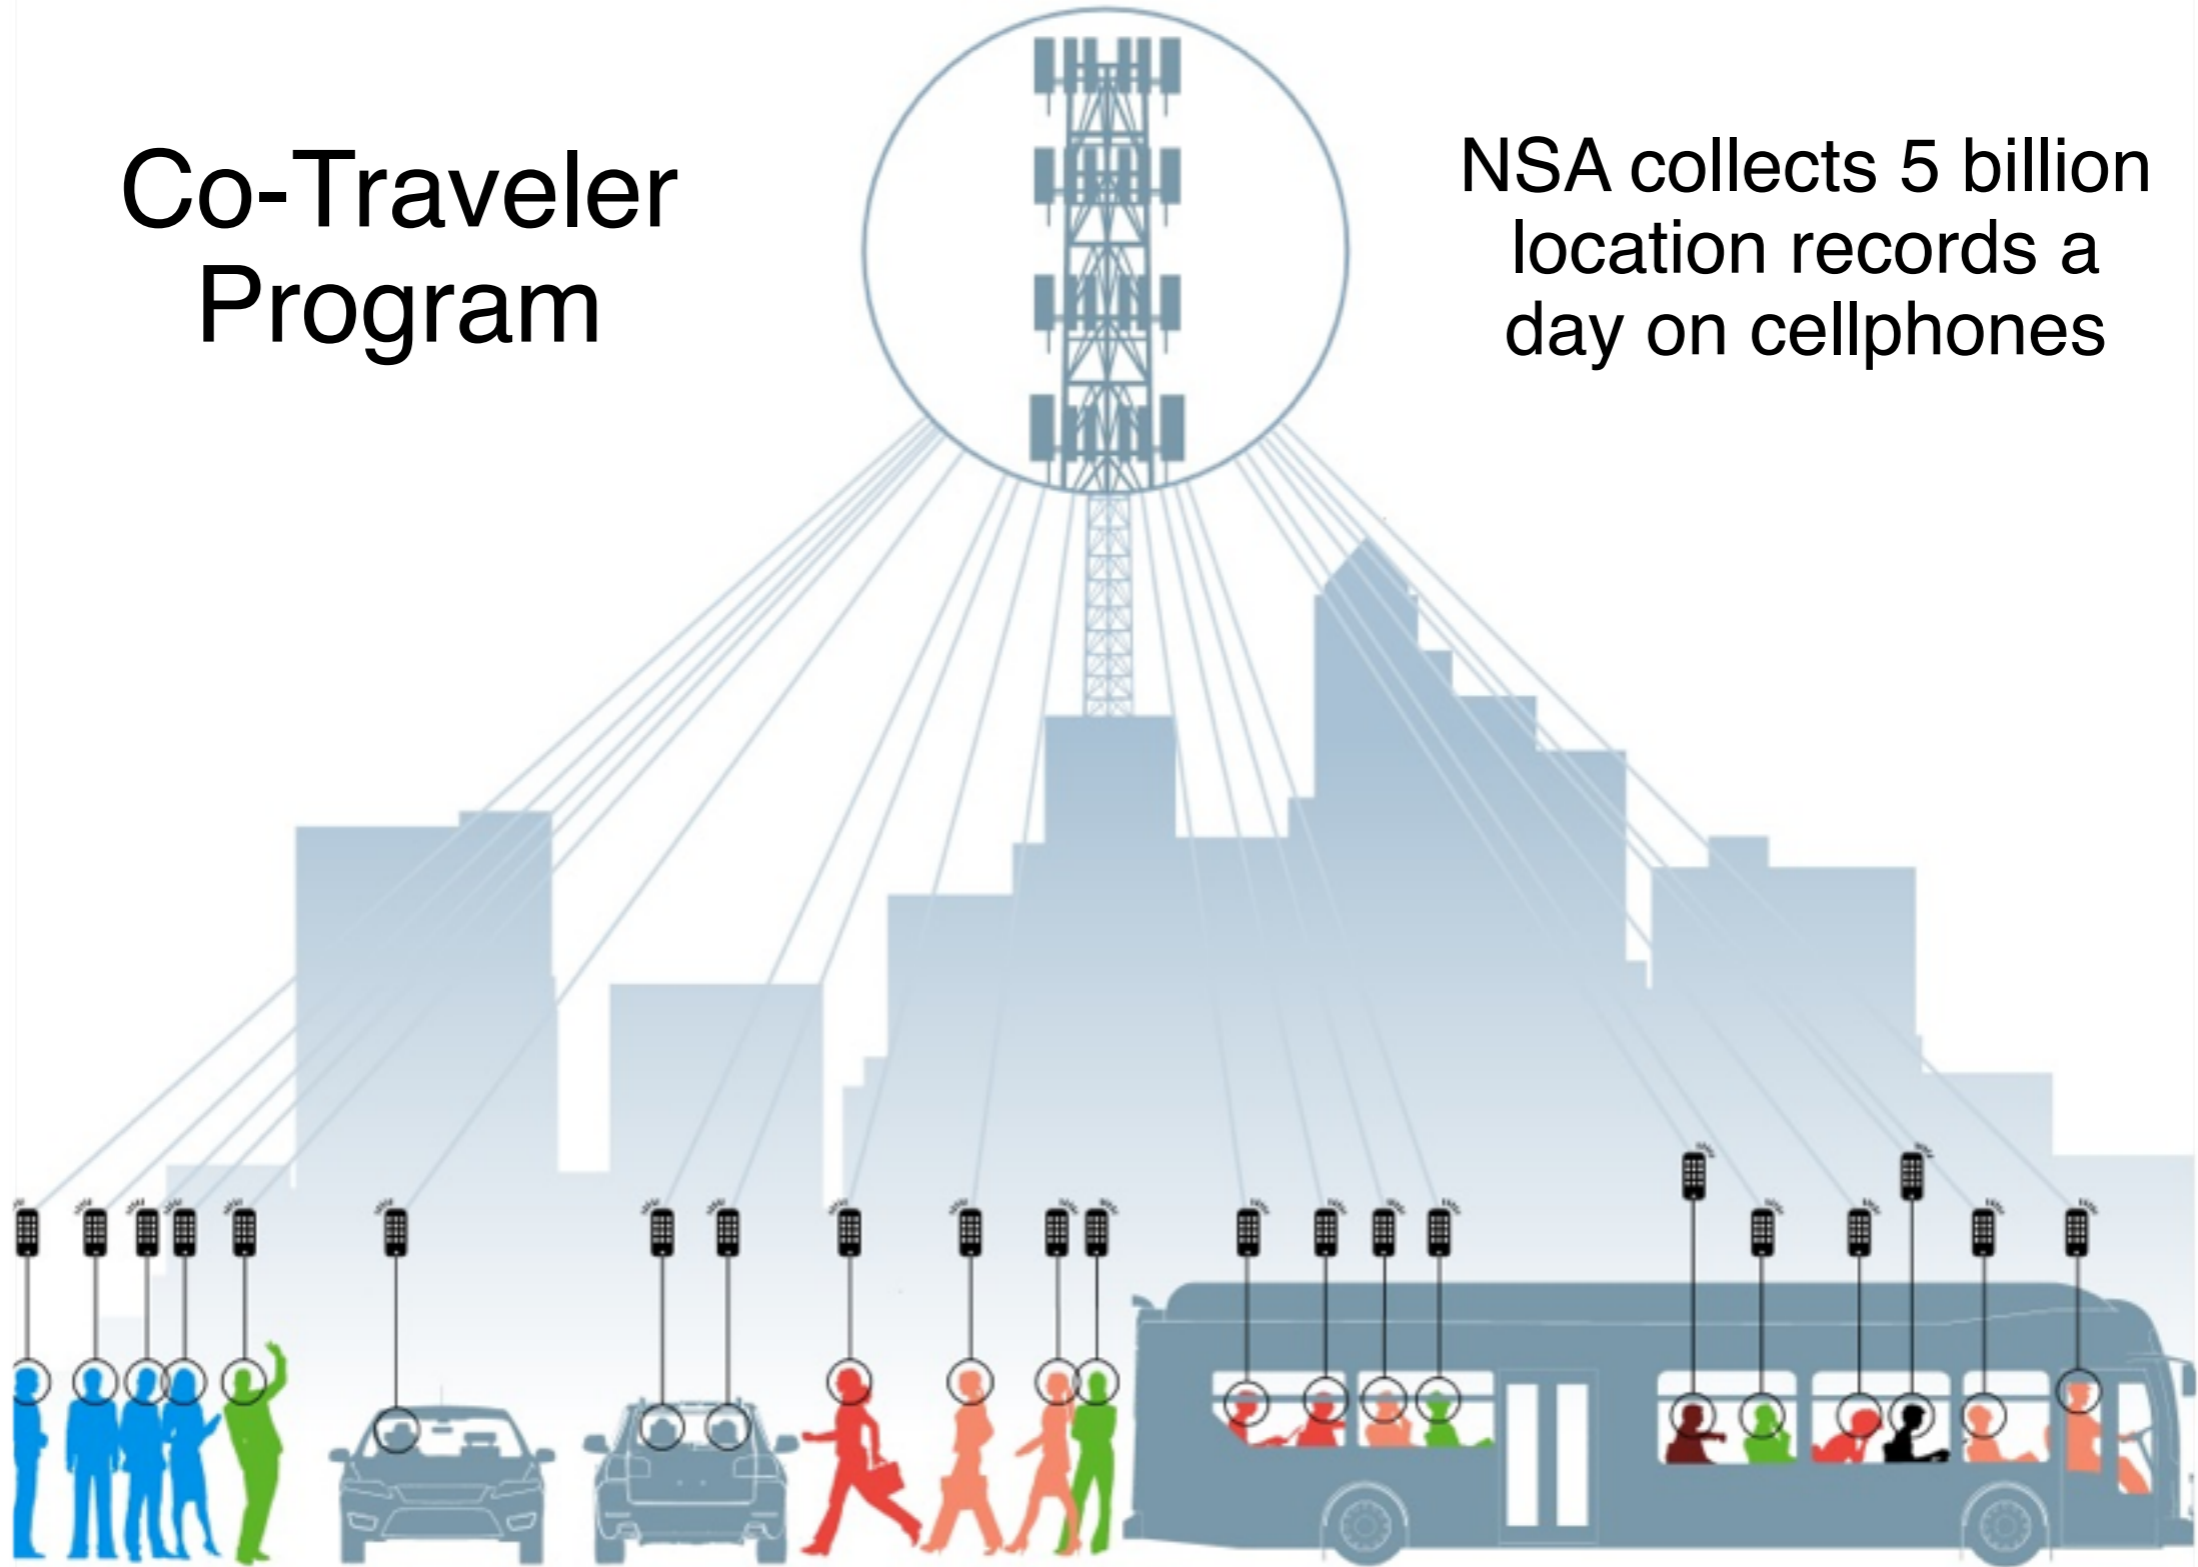 Co-Traveler
Program
NSA collects 5 billion
location records a
day on cellphones